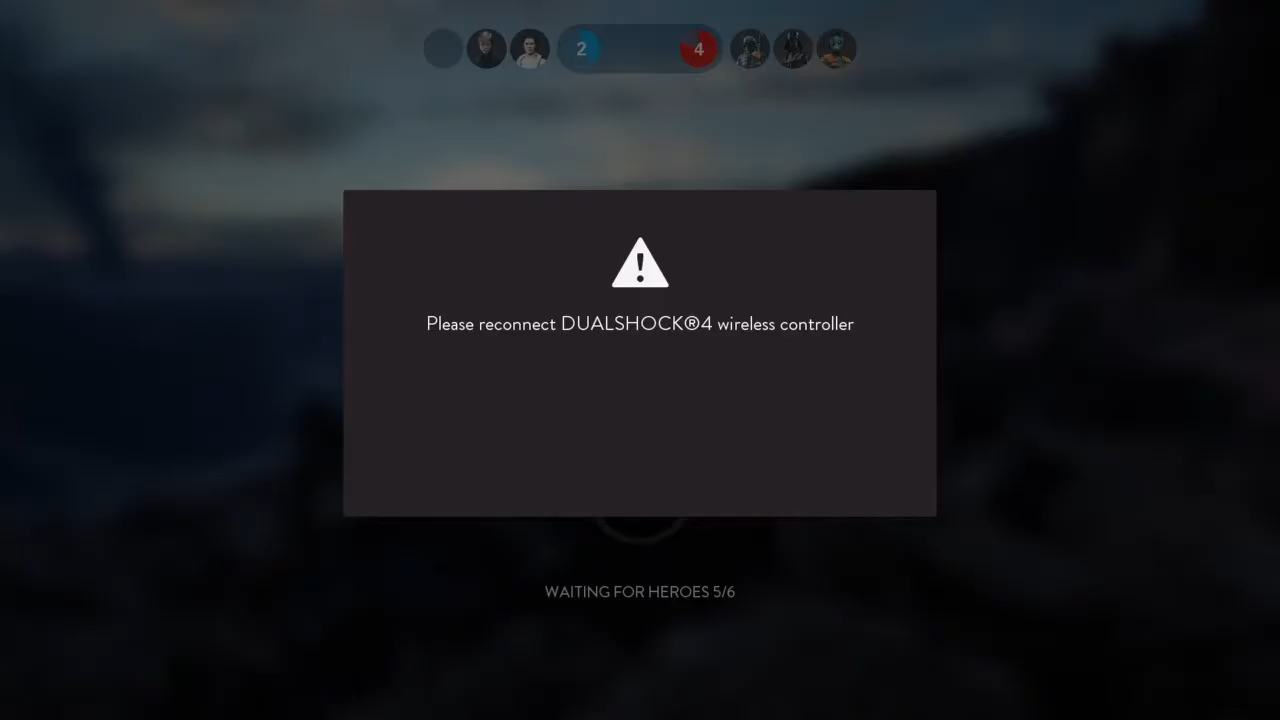 2 4
Please reconnect DUALSHOCK®4 wireless controller
WAITING FOR HEROES 5/6